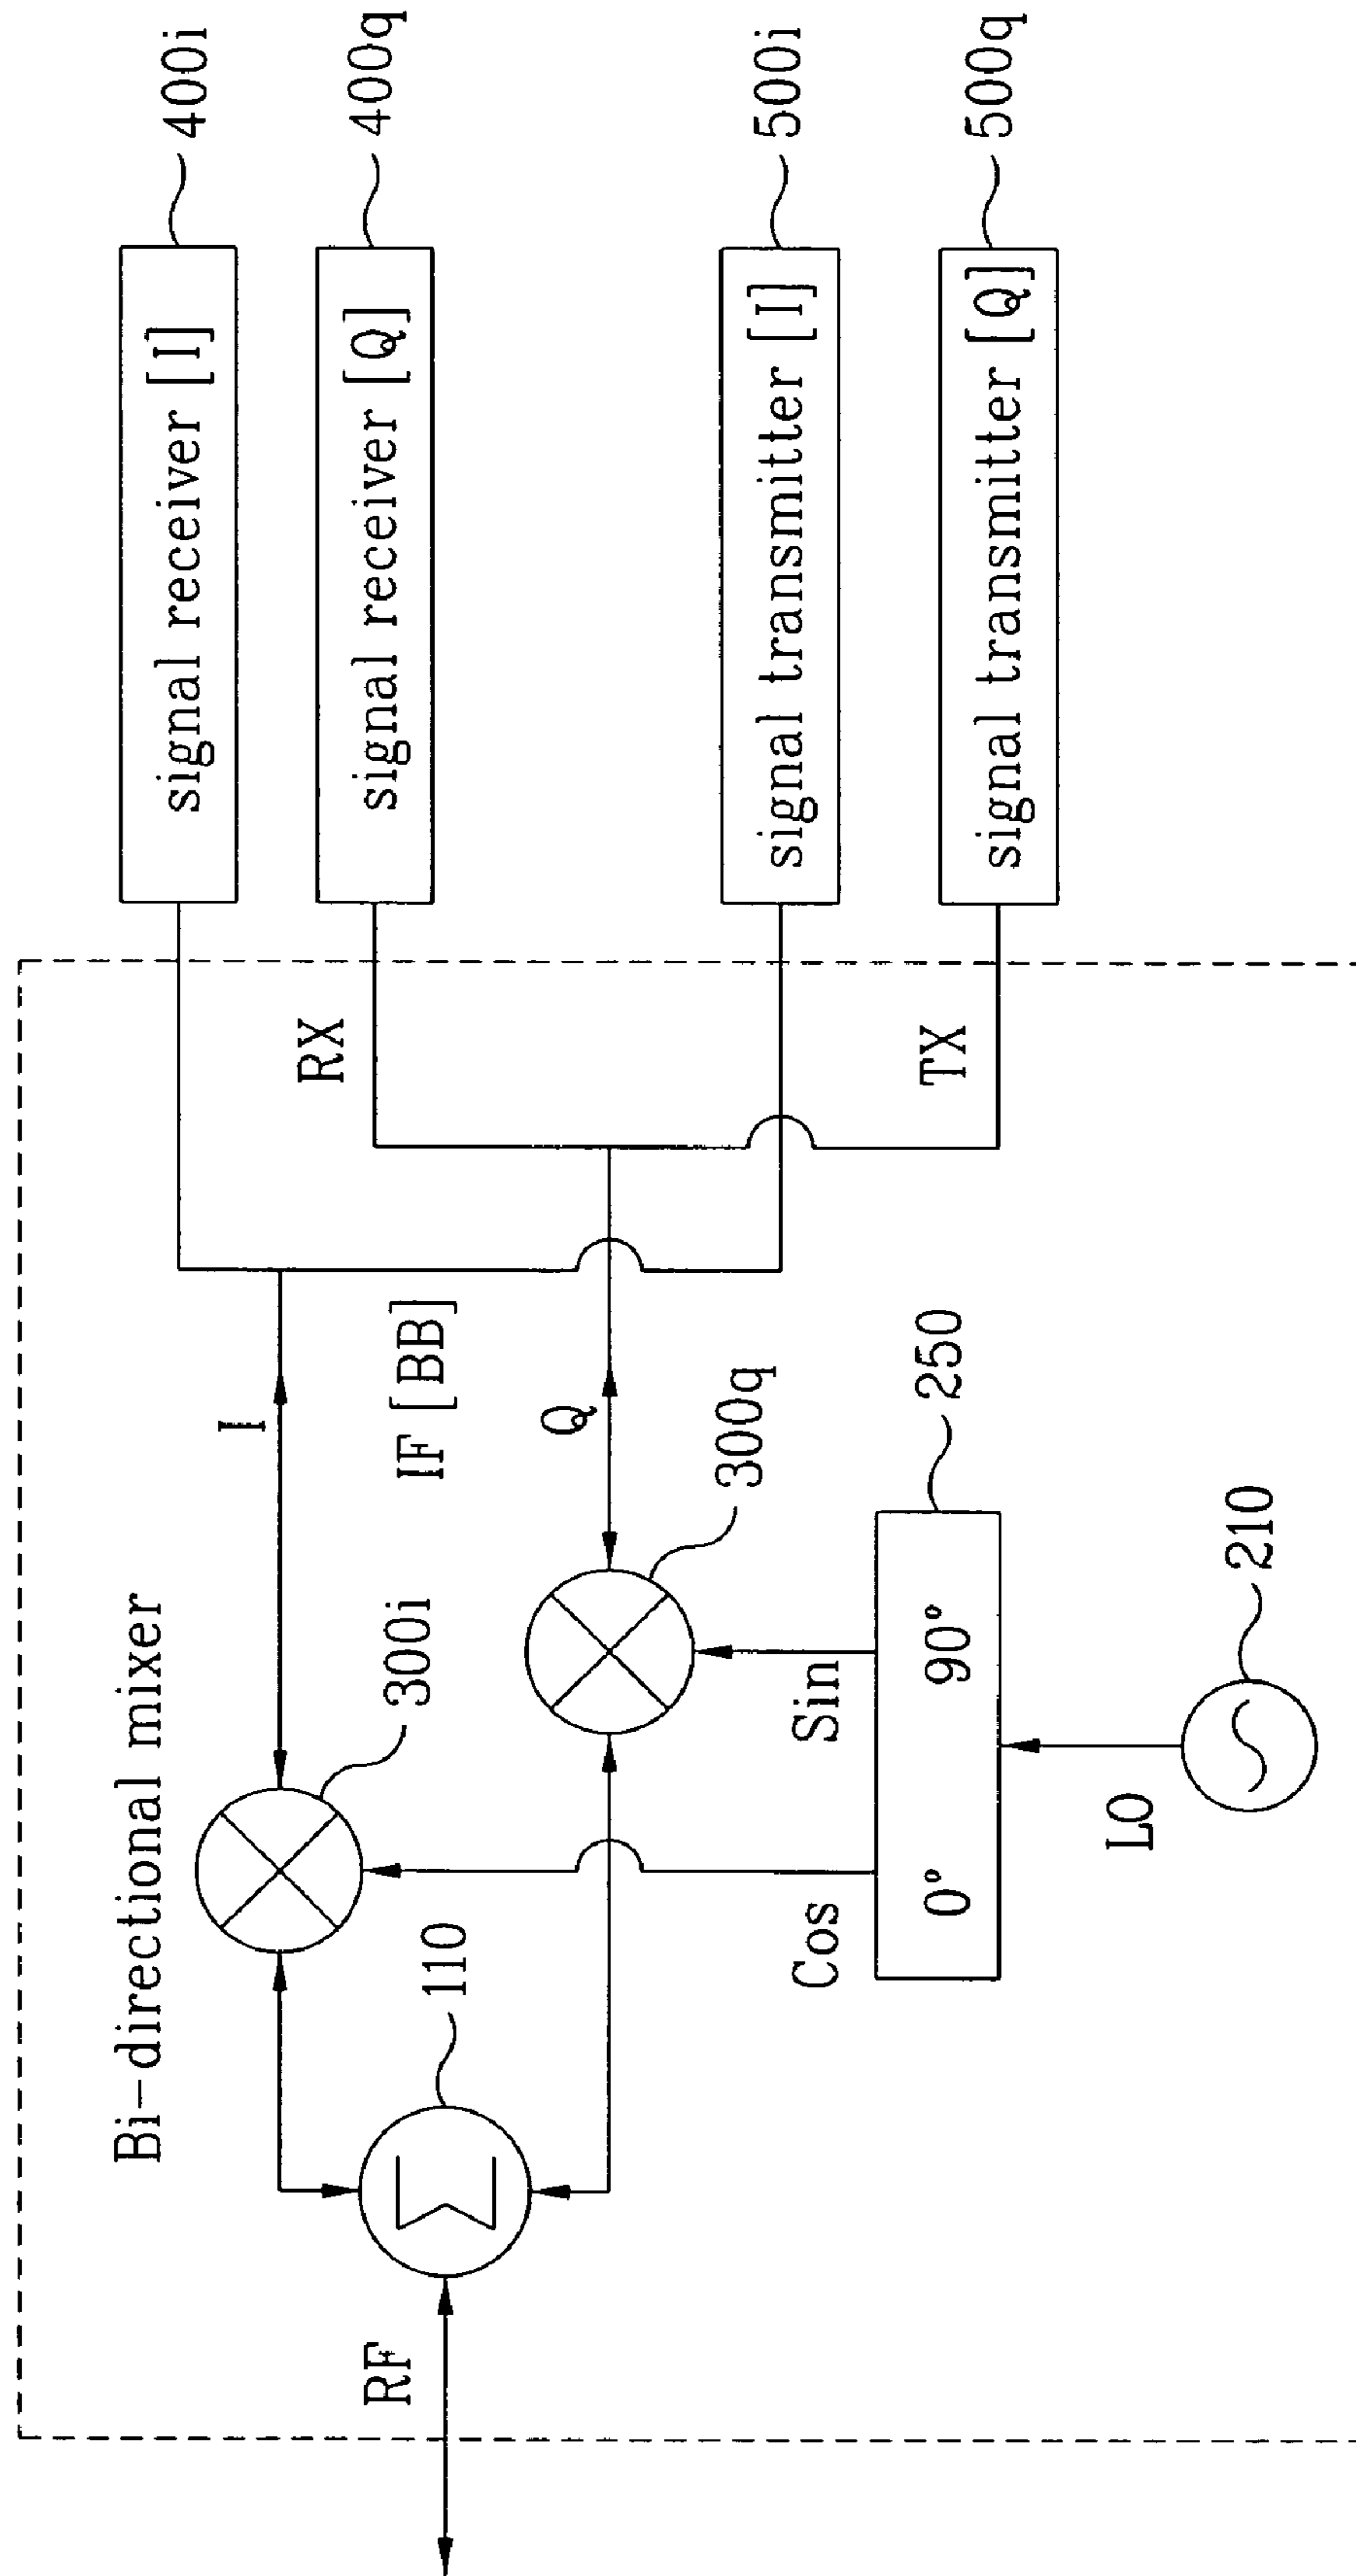 Bi-directional mixer
400i
signal receiver [I]
I
300i
RX
400q
signal receiver [Q]
IF [BB]
RF
110
Σ
Q
300q
500i
signal transmitter [I]
Cos
Sin
TX
500q
signal transmitter [Q]
0° 90°
250
LO
210